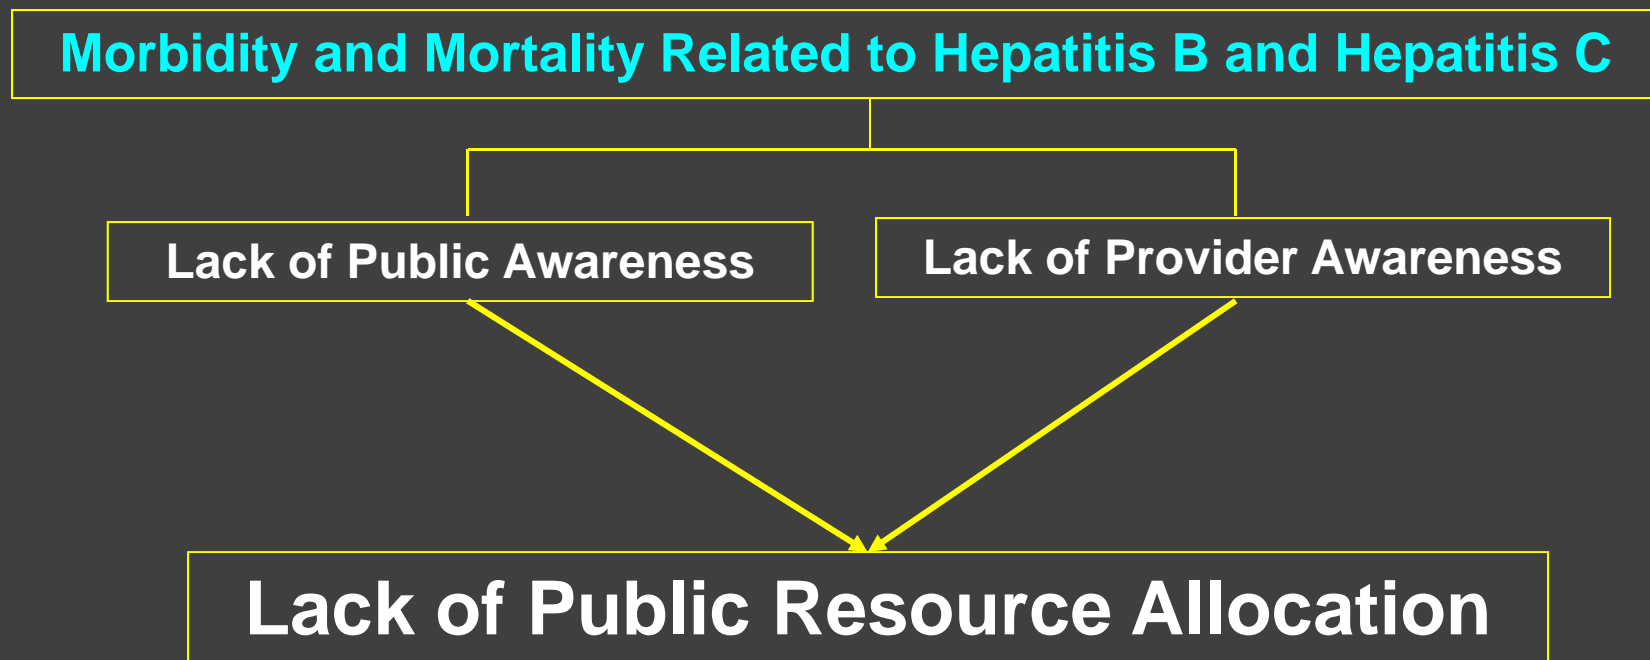 Morbidity and Mortality Related to Hepatitis B and Hepatitis C
Lack of Public Awareness
Lack of Provider Awareness
Lack of Public Resource Allocation